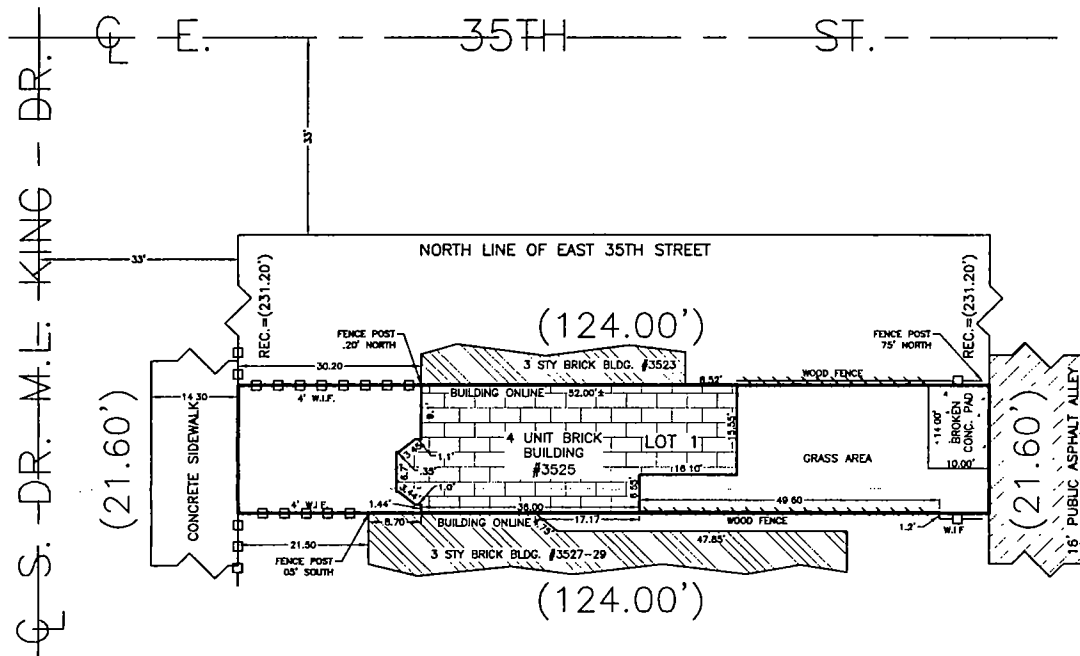 ℄ E. 35TH ST.
℄ S. DR. M.L. KING DR.
33'
33'
NORTH LINE OF EAST 35TH STREET
REC.=(231.20')
REC.=(231.20')
(124.00')
FENCE POST
.20' NORTH
FENCE POST
75' NORTH
30.20
3 STY BRICK BLDG. #3523
8.52'
WOOD FENCE
4' W.I.F.
BUILDING ONLINE
52.00'±
14.30
(21.60')
CONCRETE SIDEWALK
9.1'
4 UNIT BRICK
BUILDING
#3525
LOT 1
15.55'
GRASS AREA
14.00'
BROKEN
CONC. PAD
10.00'
(21.60')
16' PUBLIC ASPHALT ALLEY
1.1'
.35'
6.7'
1.0'
16.10'
6.55'
4' W.I.F.
1.44'
36.00
49.60
8.70
BUILDING ONLINE
17.17
WOOD FENCE
1.2'
W.I.F
21.50
47.85'
FENCE POST
05' SOUTH
3 STY BRICK BLDG. #3527-29
(124.00')